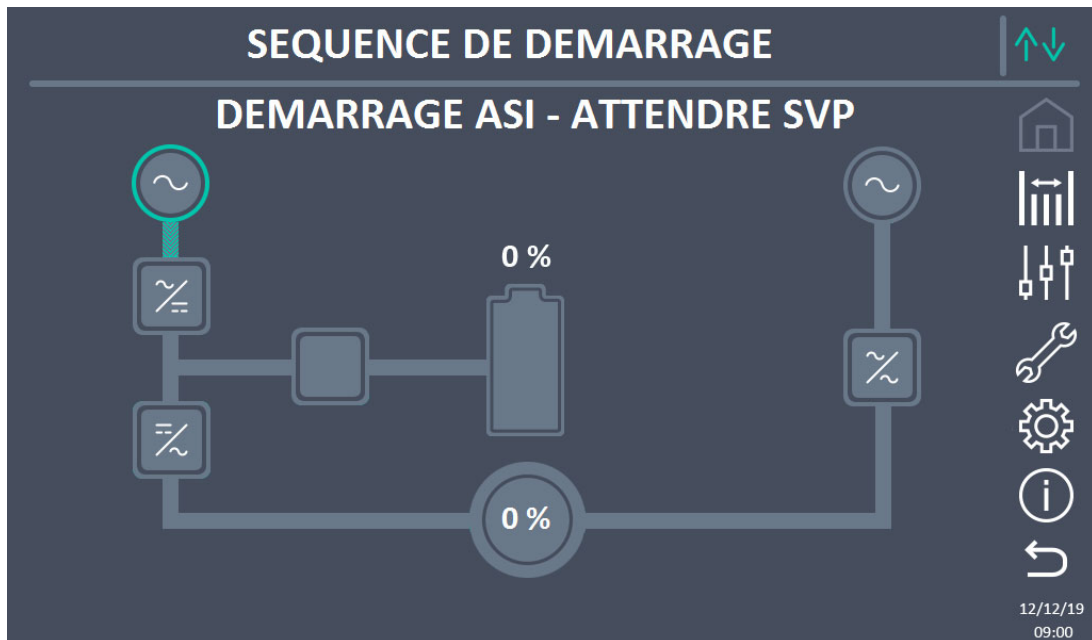 SEQUENCE DE DEMARRAGE
DEMARRAGE ASI - ATTENDRE SVP
0 %
0 %
12/12/19
09:00